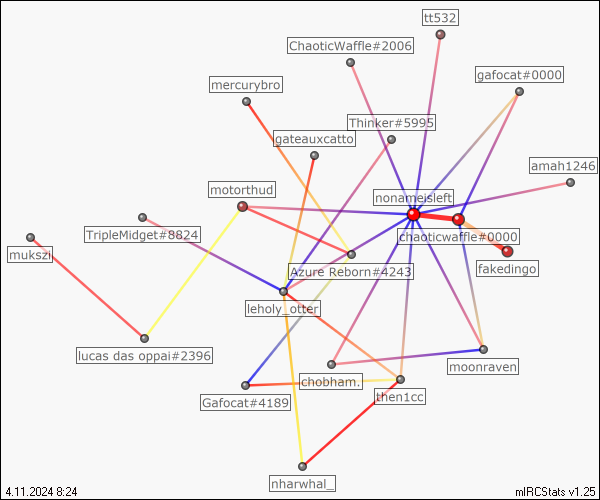 tt532
ChaoticWaffle#2006
gafocat#0000
mercurybro
Thinker#5995
gateauxcatto
amah1246
motorthud
nonameisleft
TripleMidget#8824
chaoticwaffle#0000
mukszi
Azure Reborn#4243
fakedingo
leholy_otter
lucas das oppai#2396
moonraven
chobham.
then1cc
Gafocat#4189
nharwhal_
4.11.2024 8:24
mIRCStats v1.25